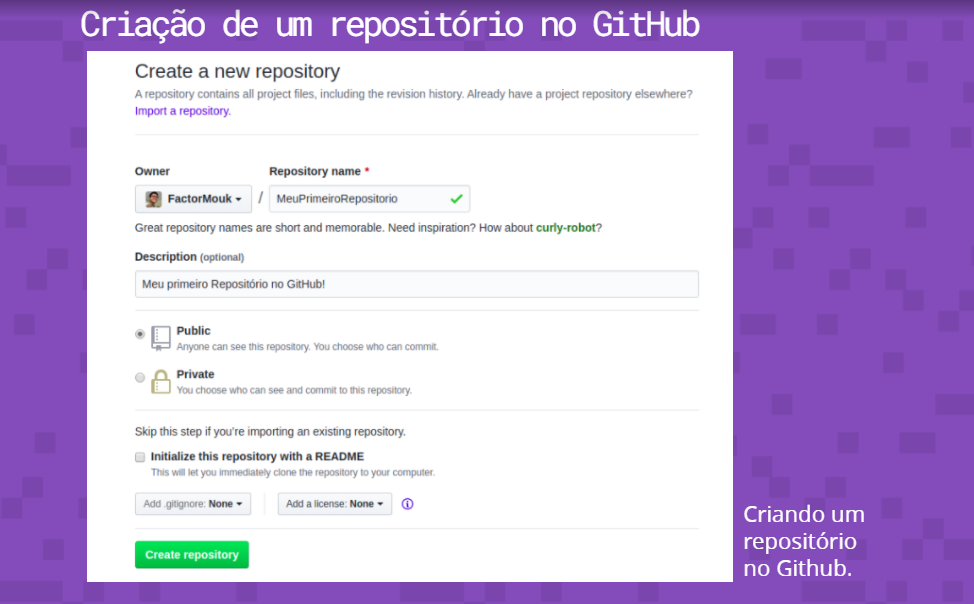 Criação de um repositório no GitHub
Create a new repository
A repository contains all project files, including the revision history. Already have a project repository elsewhere?
Import a repository.
Owner
Repository name *
FactorMouk / MeuPrimeiroRepositorio
Great repository names are short and memorable. Need inspiration? How about curly-robot?
Description (optional)
Meu primeiro Repositório no GitHub!
Public
Anyone can see this repository. You choose who can commit.
Private
You choose who can see and commit to this repository.
Skip this step if you're importing an existing repository.
Initialize this repository with a README
This will let you immediately clone the repository to your computer.
Add .gitignore: None
Add a license: None
Create repository
Criando um
repositório
no Github.